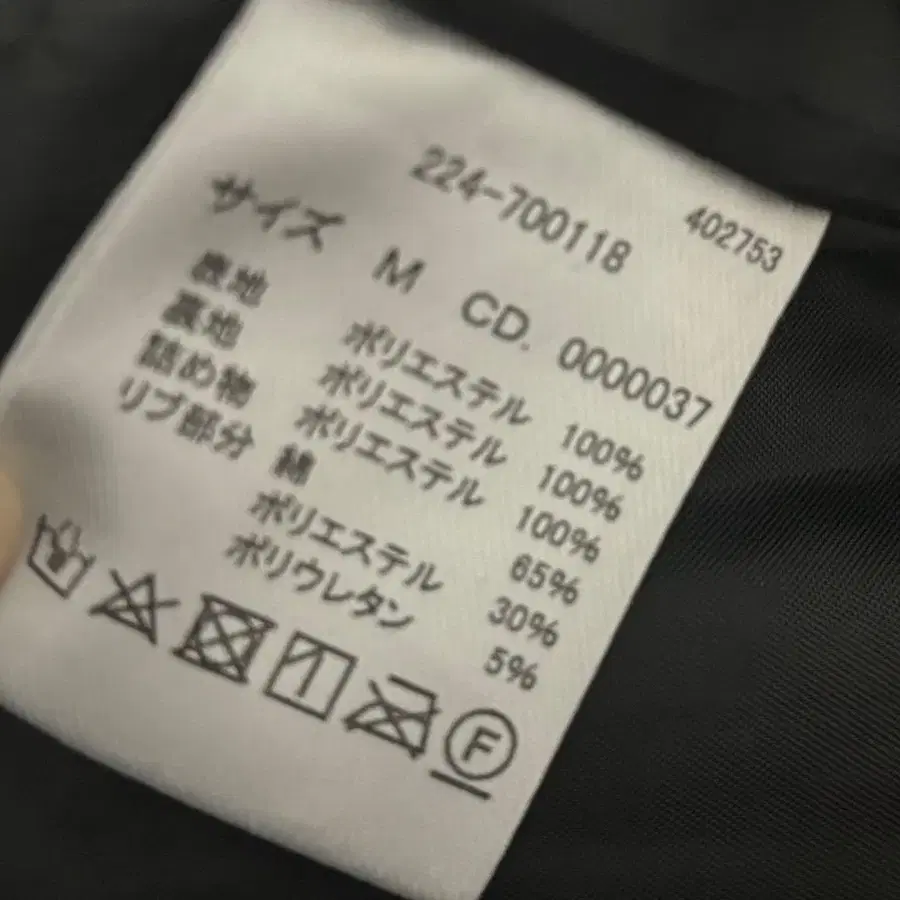 402753
224-700118
サイズ M CD. 0000037
表地 ポリエステル 100%
裏地 ポリエステル 100%
詰め物 ポリエステル 100%
リブ部分 綿 65%
ポリエステル 30%
ポリウレタン 5%
F